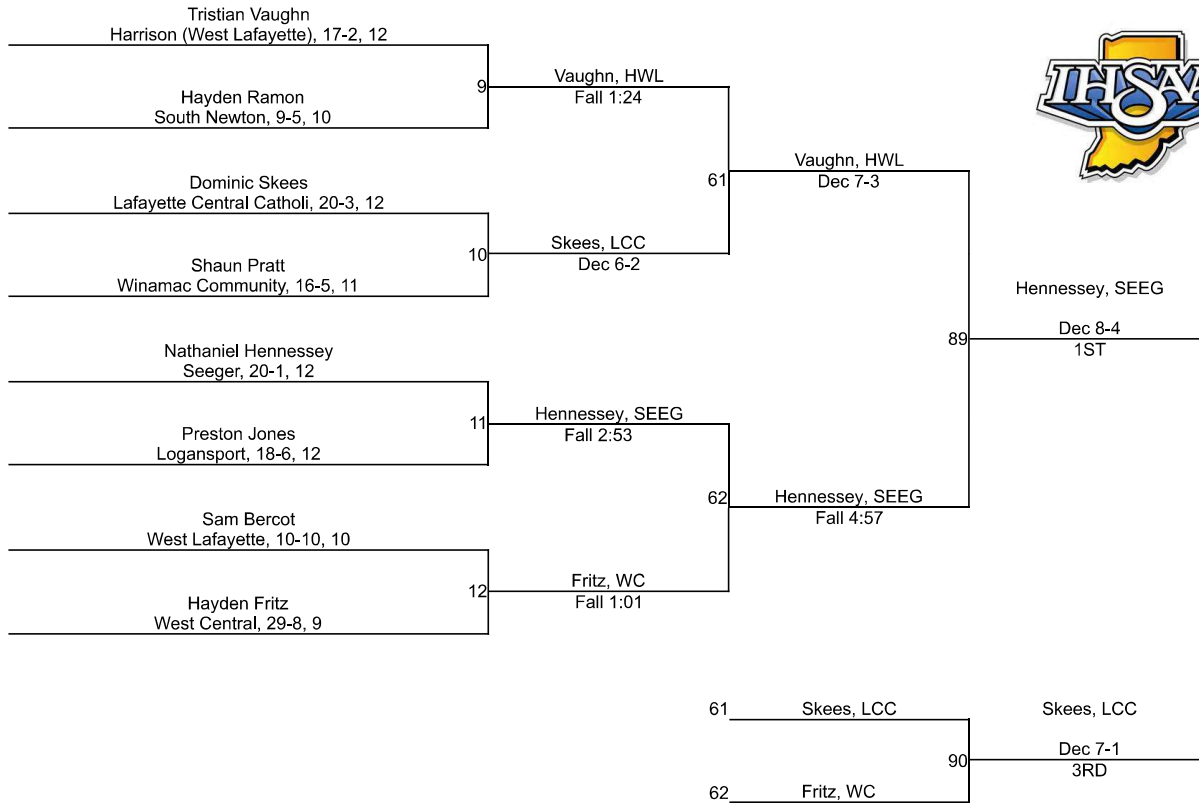 Tristian Vaughn
Harrison (West Lafayette), 17-2, 12
9
Vaughn, HWL
Fall 1:24
Hayden Ramon
South Newton, 9-5, 10
IHSAA
61
Vaughn, HWL
Dec 7-3
Dominic Skees
Lafayette Central Catholi, 20-3, 12
10
Skees, LCC
Dec 6-2
Shaun Pratt
Winamac Community, 16-5, 11
Hennessey, SEEG
89
Dec 8-4
1ST
Nathaniel Hennessey
Seeger, 20-1, 12
11
Hennessey, SEEG
Fall 2:53
Preston Jones
Logansport, 18-6, 12
62
Hennessey, SEEG
Fall 4:57
Sam Bercot
West Lafayette, 10-10, 10
12
Fritz, WC
Fall 1:01
Hayden Fritz
West Central, 29-8, 9
61
Skees, LCC
Skees, LCC
90
Dec 7-1
3RD
62
Fritz, WC